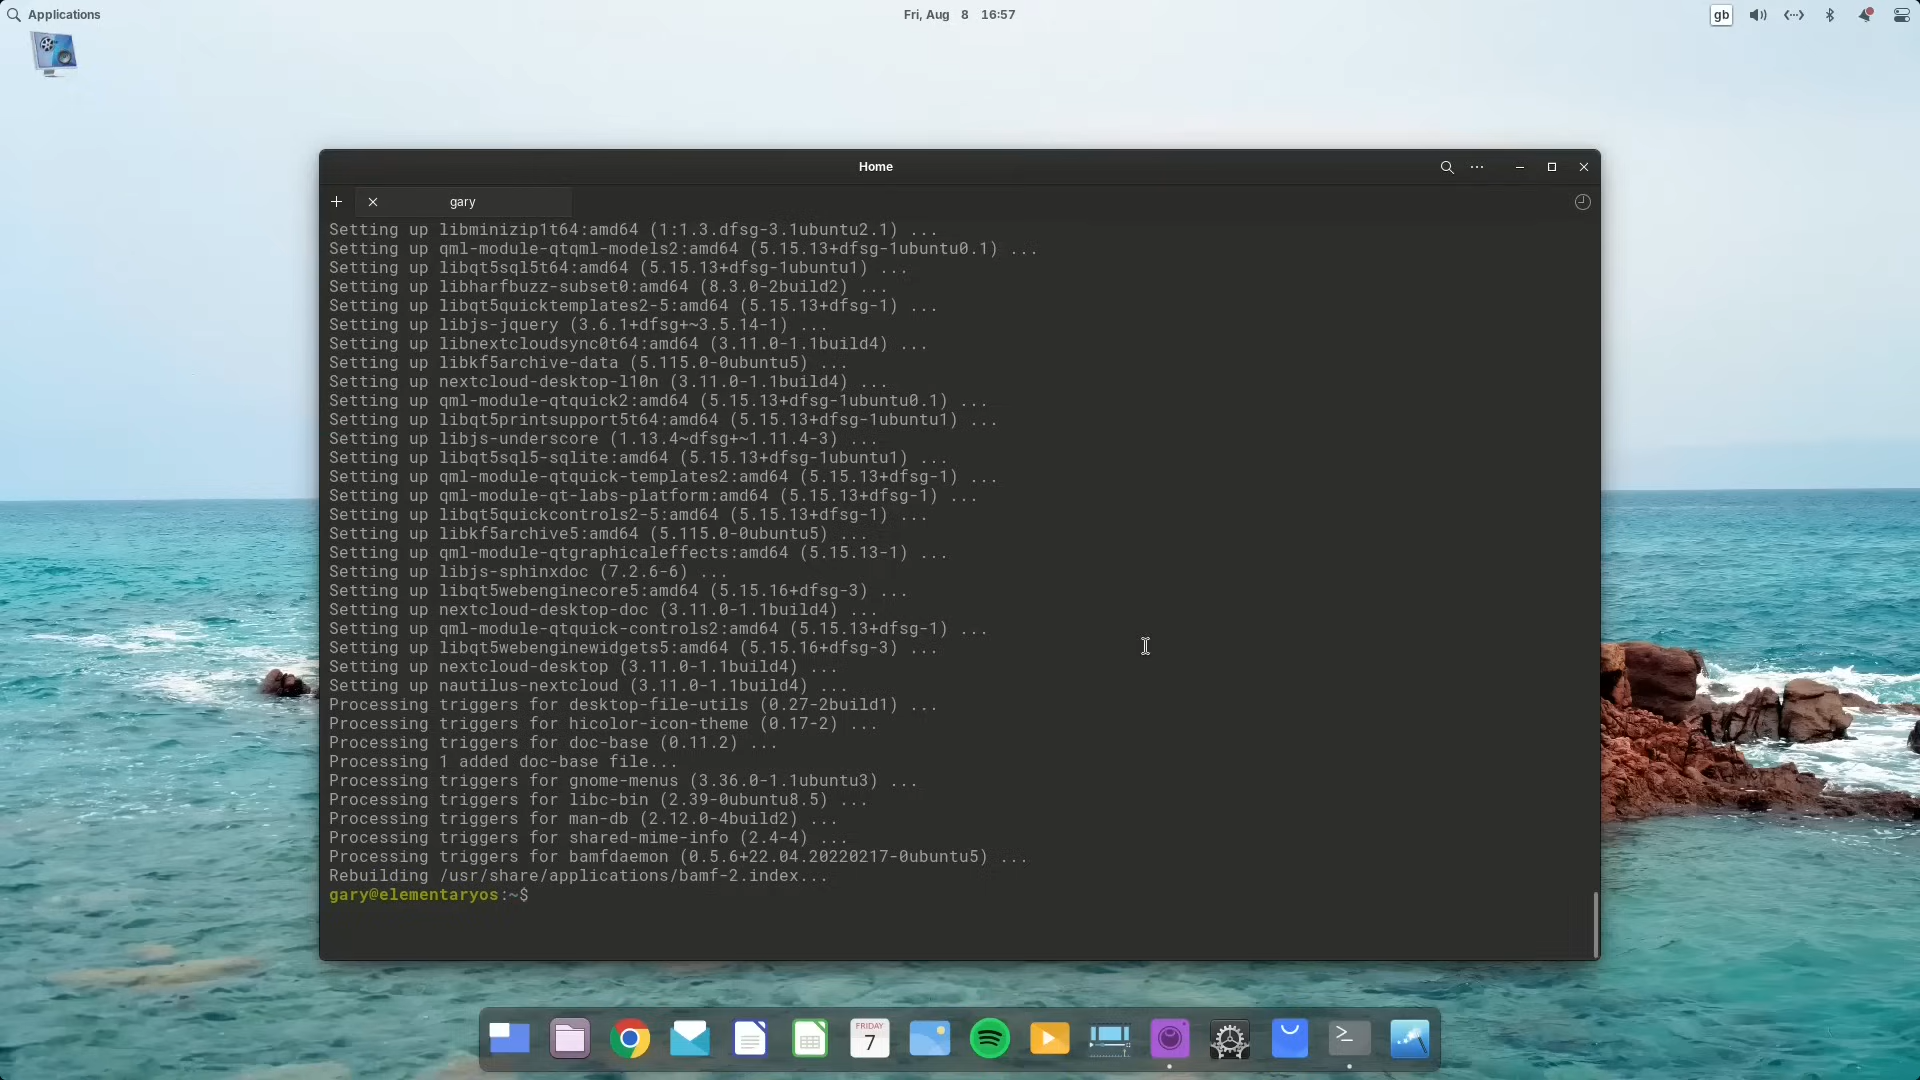 Applications
Fri, Aug 8 16:57
gb
Home
gary
Setting up libminizip1t64:amd64 (1:1.3.dfsg-3.1ubuntu2.1) ...
Setting up qml-module-qtqml-models2:amd64 (5.15.13+dfsg-1ubuntu0.1) ...
Setting up libqt5sql5t64:amd64 (5.15.13+dfsg-1ubuntu1) ...
Setting up libharfbuzz-subset0:amd64 (8.3.0-2build2) ...
Setting up libqt5quicktemplates2-5:amd64 (5.15.13+dfsg-1) ...
Setting up libjs-jquery (3.6.1+dfsg+~3.5.14-1) ...
Setting up libnextcloudsync0t64:amd64 (3.11.0-1.1build4) ...
Setting up libkf5archive-data (5.115.0-0ubuntu5) ...
Setting up nextcloud-desktop-l10n (3.11.0-1.1build4) ...
Setting up qml-module-qtquick2:amd64 (5.15.13+dfsg-1ubuntu0.1) ...
Setting up libqt5printsupport5t64:amd64 (5.15.13+dfsg-1ubuntu1) ...
Setting up libjs-underscore (1.13.4~dfsg+~1.11.4-3) ...
Setting up libqt5sql5-sqlite:amd64 (5.15.13+dfsg-1ubuntu1) ...
Setting up qml-module-qtquick-templates2:amd64 (5.15.13+dfsg-1) ...
Setting up qml-module-qt-labs-platform:amd64 (5.15.13+dfsg-1) ...
Setting up libqt5quickcontrols2-5:amd64 (5.15.13+dfsg-1) ...
Setting up libkf5archive5:amd64 (5.115.0-0ubuntu5) ...
Setting up qml-module-qtgraphicaleffects:amd64 (5.15.13-1) ...
Setting up libjs-sphinxdoc (7.2.6-6) ...
Setting up libqt5webenginecore5:amd64 (5.15.16+dfsg-3) ...
Setting up nextcloud-desktop-doc (3.11.0-1.1build4) ...
Setting up qml-module-qtquick-controls2:amd64 (5.15.13+dfsg-1) ...
Setting up libqt5webenginewidgets5:amd64 (5.15.16+dfsg-3) ...
Setting up nextcloud-desktop (3.11.0-1.1build4) ...
Setting up nautilus-nextcloud (3.11.0-1.1build4) ...
Processing triggers for desktop-file-utils (0.27-2build1) ...
Processing triggers for hicolor-icon-theme (0.17-2) ...
Processing triggers for doc-base (0.11.2) ...
Processing 1 added doc-base file...
Processing triggers for gnome-menus (3.36.0-1.1ubuntu3) ...
Processing triggers for libc-bin (2.39-0ubuntu8.5) ...
Processing triggers for man-db (2.12.0-4build2) ...
Processing triggers for shared-mime-info (2.4-4) ...
Processing triggers for bamfdaemon (0.5.6+22.04.20220217-0ubuntu5) ...
Rebuilding /usr/share/applications/bamf-2.index...
gary@elementaryos:~$
FRIDAY
7